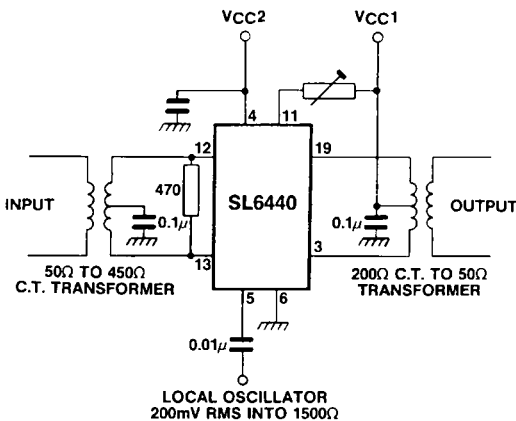 VCC2
VCC1
4
11
12
19
470
SL6440
INPUT
0.1µ
0.1µ
OUTPUT
13
3
50Ω TO 450Ω
C.T. TRANSFORMER
200Ω C.T. TO 50Ω
TRANSFORMER
5
6
0.01µ
LOCAL OSCILLATOR
200mV RMS INTO 1500Ω